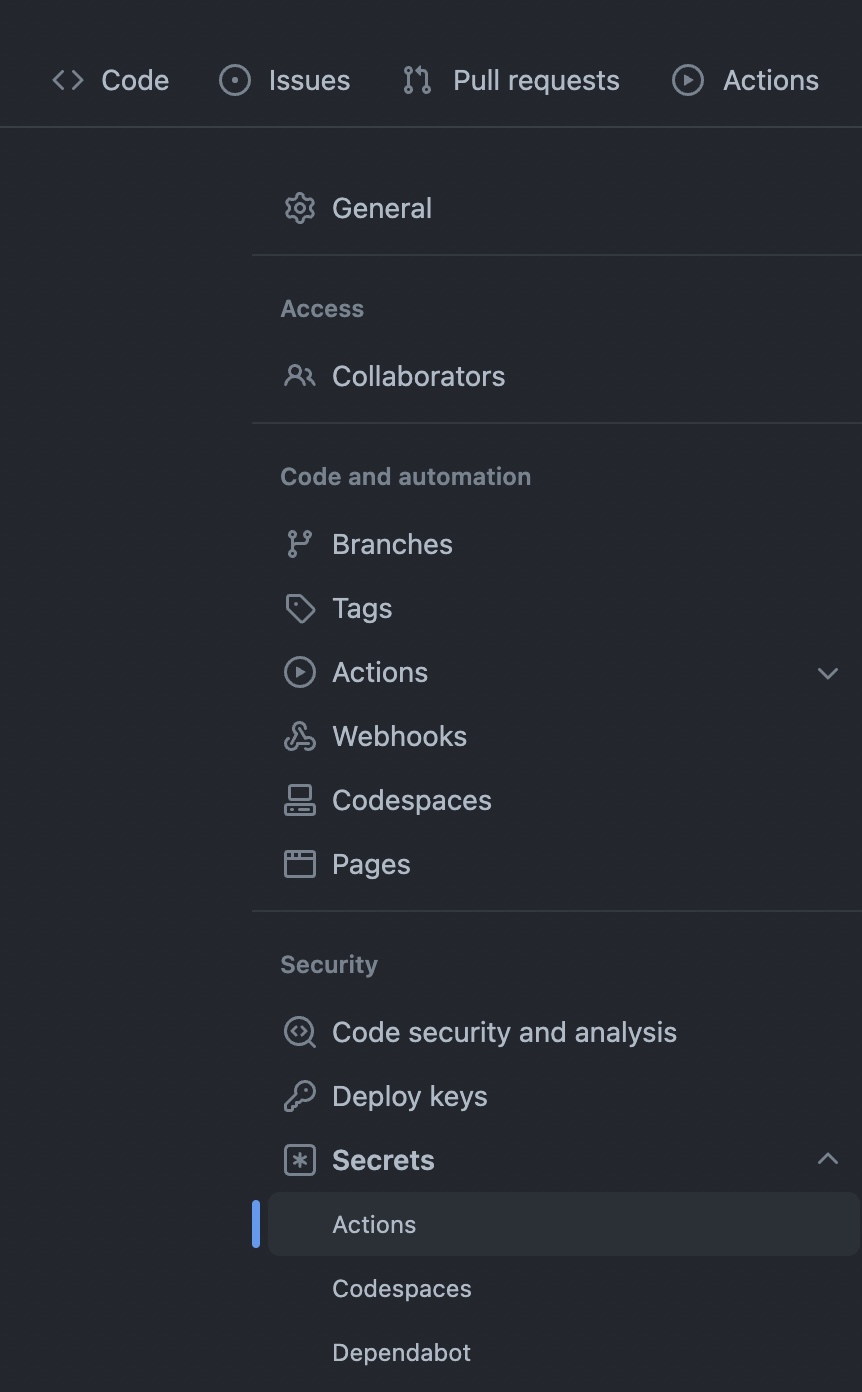 Code Issues Pull requests Actions
General
Access
Collaborators
Code and automation
Branches
Tags
Actions
Webhooks
Codespaces
Pages
Security
Code security and analysis
Deploy keys
Secrets
Actions
Codespaces
Dependabot